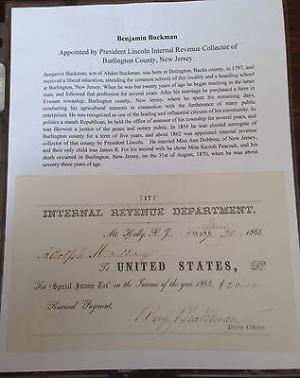 Benjamin Buckman
Appointed by President Lincoln Internal Revenue Collector of
Burlington County, New Jersey
Benjamin Buckman, son of Abden Buckman, was born in Dolington, Bucks county, in 1797, and
received a liberal education, attending the common schools of this locality and a boarding school
at Burlington, New Jersey. When he was but twenty years of age he began teaching in the latter
state, and followed that profession for several years. After his marriage he purchased a farm in
Evesham township, Burlington county, New Jersey, where he spent his remaining days,
conducting his agricultural interests in connection with the furtherance of many public
enterprises. He was recognized as one of the leading and influential citizens of his community. In
politics a stanch Republican, he held the office of assessor of his township for several years, and
was likewise a justice of the peace and notary public. In 18 he was elected surrogate of
Burlington county for a term of five years, and about 1862 was appointed internal revenue
collector of that county by President Lincoln. He married Miss Ann Dobbins, of New Jersey,
and their only child was James R. For his second wife he chose Keziah Peacock, and his
death occurred in Burlington county, on the 31st of August, 1870, when he was about
seventy-three years of age.
[17]
INTERNAL REVENUE DEPARTMENT.
Mt. Holly, N. J., 30 1865.
To UNITED STATES, Dr.
For "Special Income Tax" on the Income of the year 1863, $
Received Payment,
Benj Buckman
Deputy Collector.